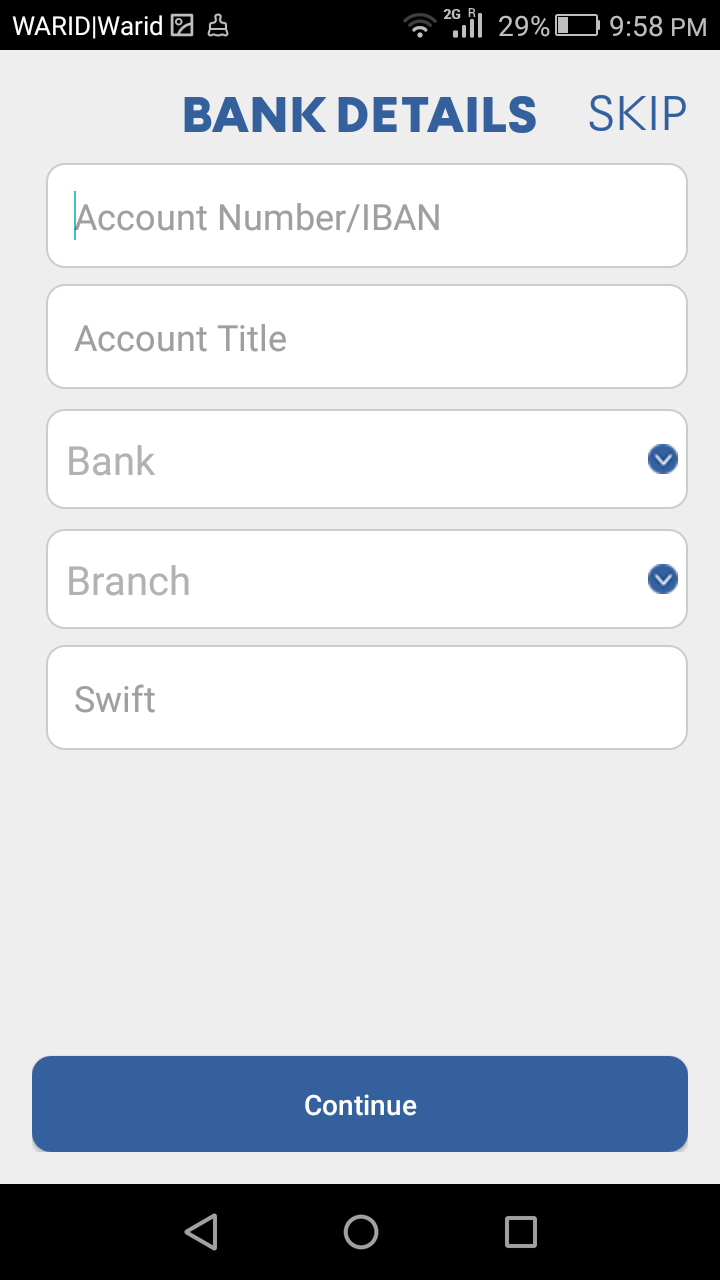 WARID|Warid 2G R 29% 9:58 PM
BANK DETAILS SKIP
Account Number/IBAN
Account Title
Bank
Branch
Swift
Continue